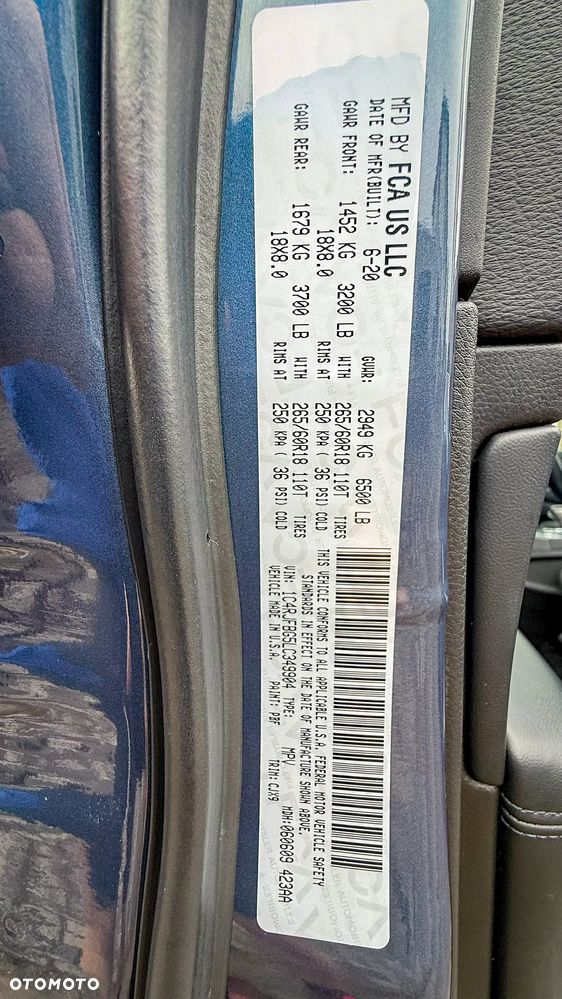 MFD BY FCA US LLC
DATE OF MFR(BUILT): 6-20 GVWR: 2949 KG 6500 LB
GAWR FRONT: 1452 KG 3200 LB WITH 265/60R18 110T TIRES
18X8.0 RIMS AT 250 KPA ( 36 PSI) COLD
GAWR REAR: 1679 KG 3700 LB WITH 265/60R18 110T TIRES
18X8.0 RIMS AT 250 KPA ( 36 PSI) COLD
THIS VEHICLE CONFORMS TO ALL APPLICABLE U.S.A. FEDERAL MOTOR VEHICLE SAFETY
STANDARDS IN EFFECT ON THE DATE OF MANUFACTURE SHOWN ABOVE.
VIN: 1C4RJFBG5LC349904 TYPE: MPV MDH:060609 423AA
VEHICLE MADE IN U.S.A. PAINT: PBF TRIM:CJX9
OTOMOTO